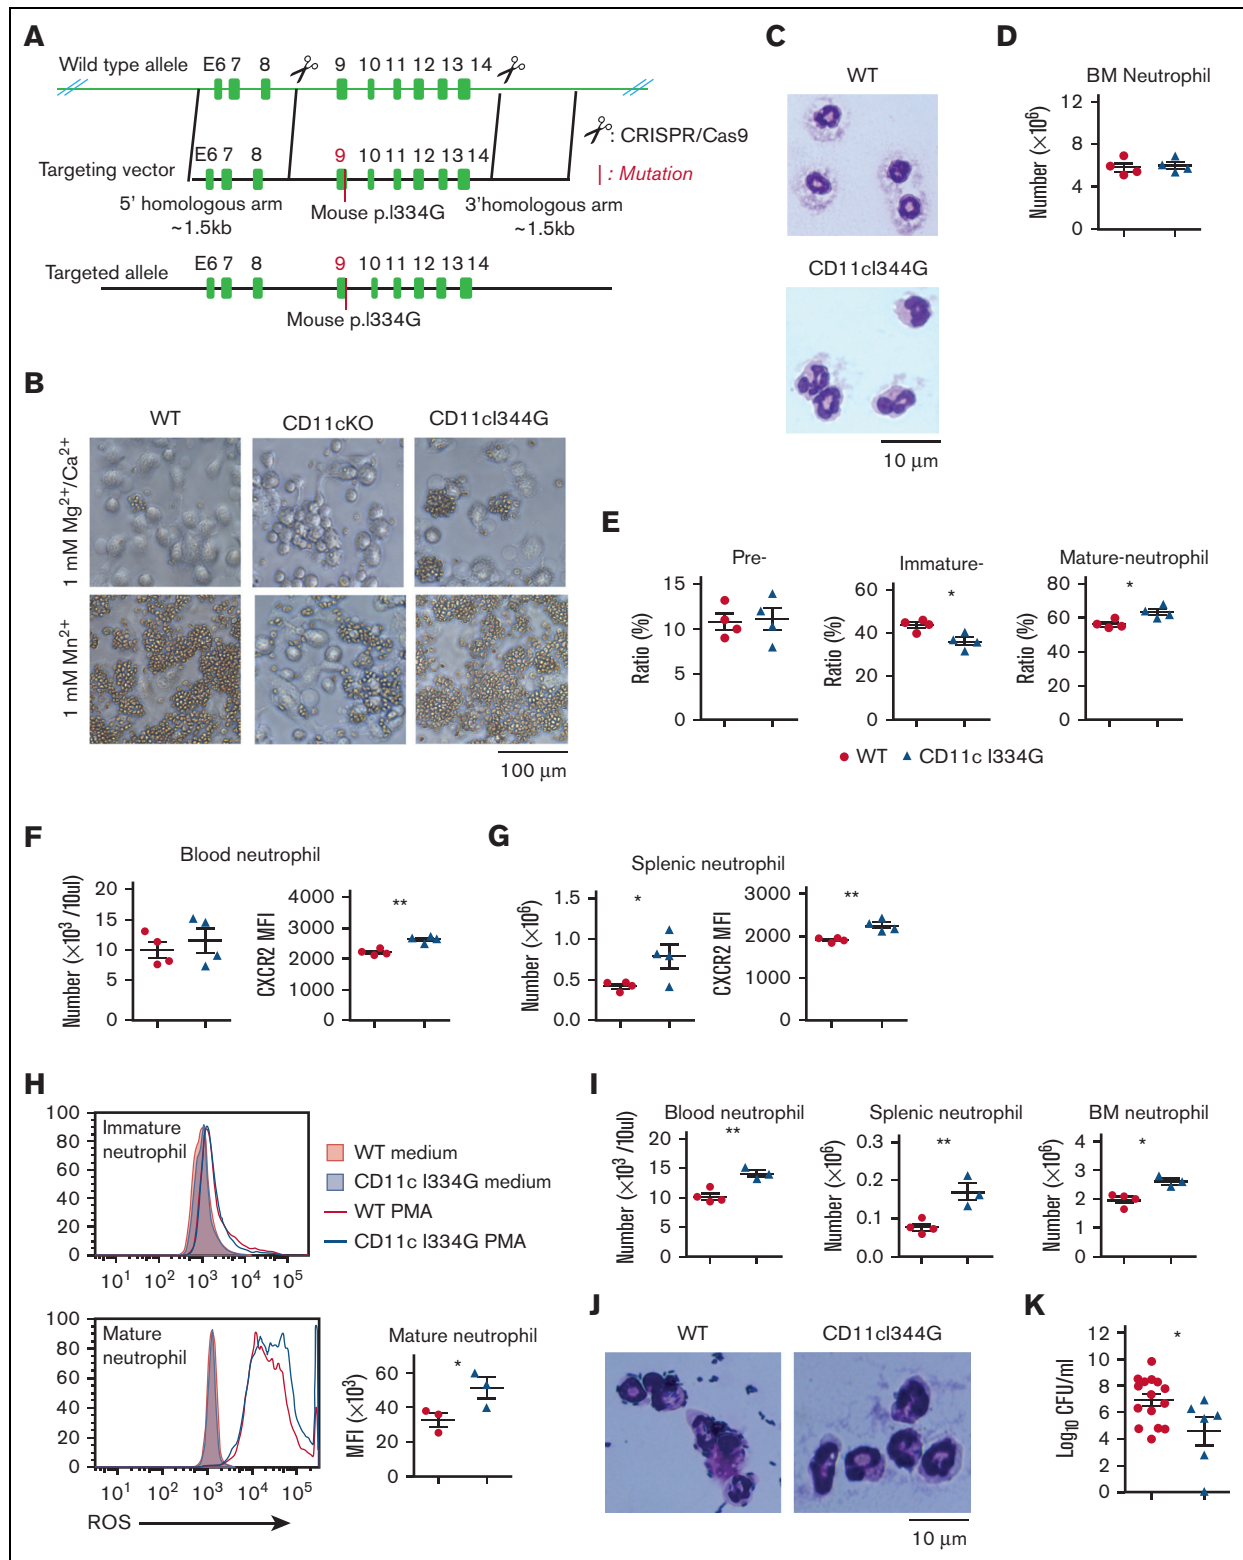 A
Wild type allele
E6 7 8 9 10 11 12 13 14
: CRISPR/Cas9
Targeting vector
E6 7 8 9 10 11 12 13 14
| : Mutation
5' homologous arm
~1.5kb
Mouse p.I334G
3'homologous arm
~1.5kb
Targeted allele
E6 7 8 9 10 11 12 13 14
Mouse p.I334G
B
WT
CD11cKO
CD11cI344G
1 mM Mg2+/Ca2+
1 mM Mn2+
100 µm
C
WT
CD11cI344G
10 µm
D
BM Neutrophil
Number (×10⁶)
12
8
4
0
E
Pre-
Ratio (%)
15
10
5
0
Immature-
*
Ratio (%)
60
40
20
0
Mature-neutrophil
*
Ratio (%)
80
60
40
60
0
WT CD11c I334G
F
Blood neutrophil
Number (×10³ /10ul)
20
15
10
5
0
**
CXCR2 MFI
4000
3000
2000
1000
0
G
Splenic neutrophil
*
Number (×10⁶)
1.5
1.0
0.5
0.0
**
CXCR2 MFI
3000
2000
1000
0
H
Immature
neutrophil
100
80
60
40
20
0
10¹ 10² 10³ 10⁴ 10⁵
WT medium
CD11c I334G medium
WT PMA
CD11c I334G PMA
Mature
neutrophil
100
80
60
40
20
0
10¹ 10² 10³ 10⁴ 10⁵
ROS
Mature neutrophil
*
MFI (×10³)
60
40
20
0
I
Blood neutrophil
**
Number (×10³ /10ul)
20
15
10
5
0
Splenic neutrophil
**
Number (×10⁶)
0.3
0.2
0.1
0.0
BM neutrophil
*
Number (×10⁶)
4
3
2
1
0
J
WT
CD11cI344G
10 µm
K
*
Log₁₀ CFU/ml
12
10
8
6
4
2
0